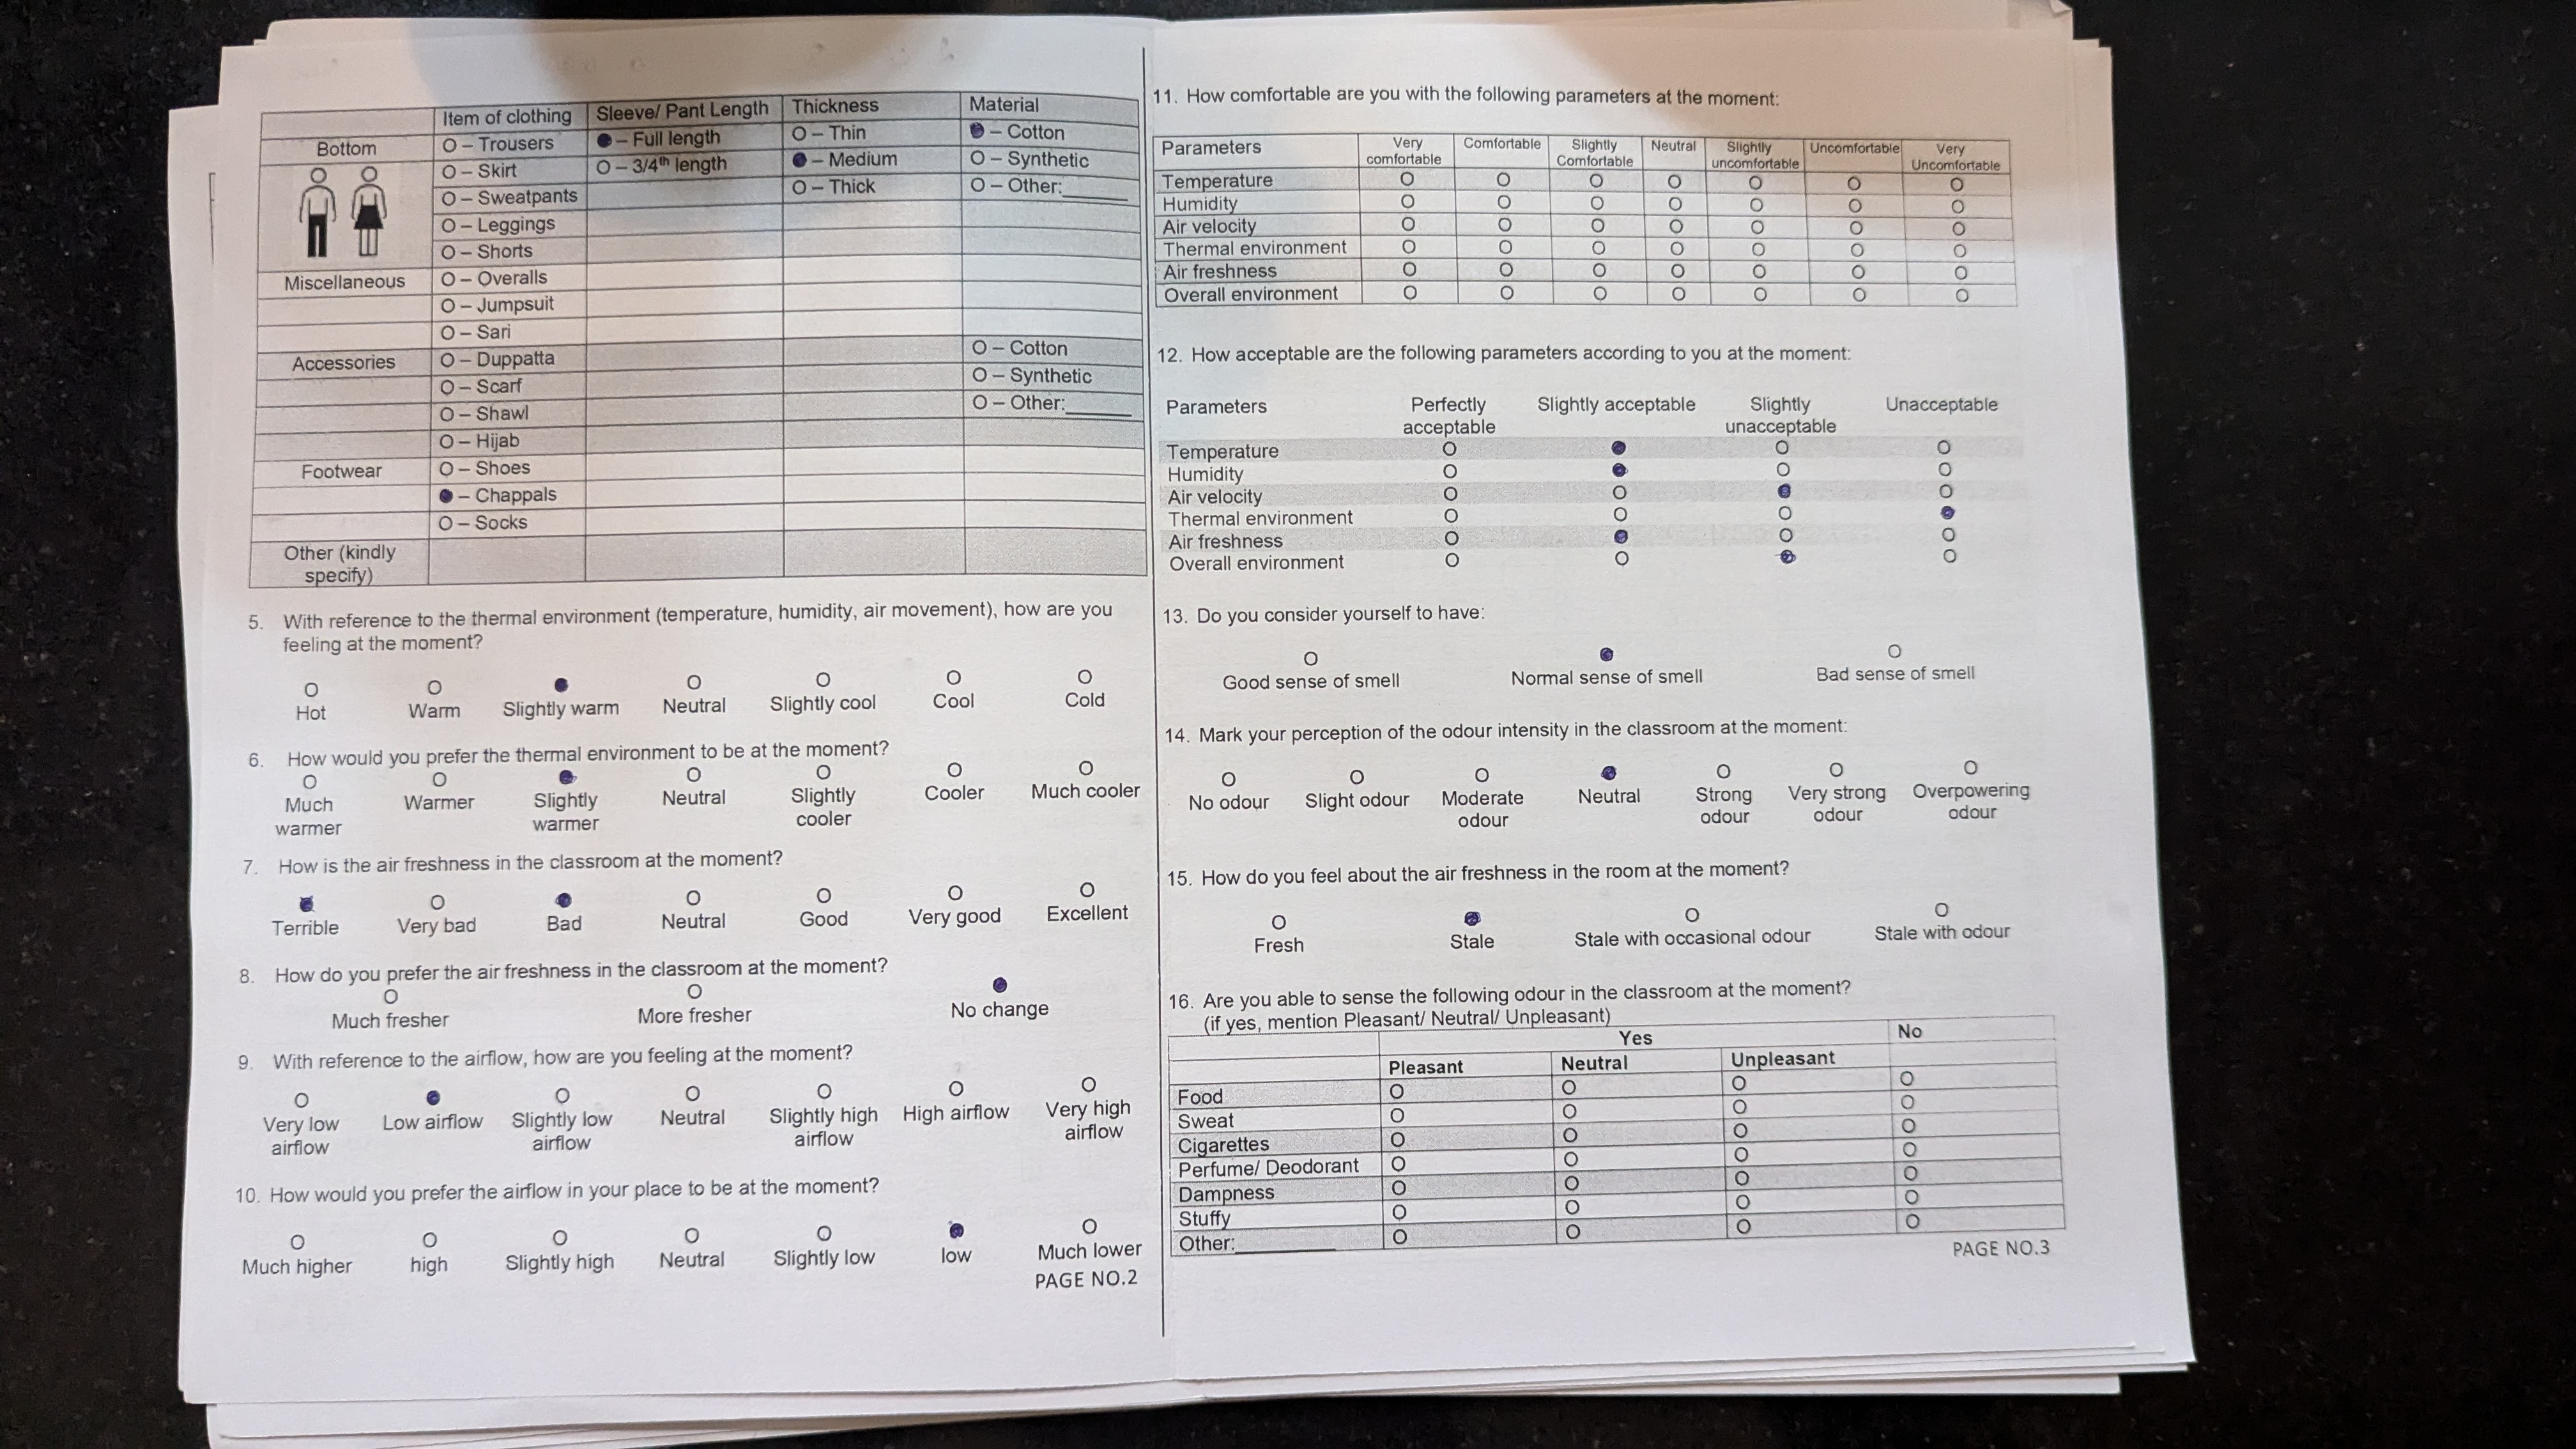 Item of clothing Sleeve/ Pant Length Thickness Material
Bottom O – Trousers ● – Full length O – Thin ● – Cotton
O – Skirt O – 3/4th length ● – Medium O – Synthetic
O – Sweatpants O – Thick O – Other:______
O – Leggings
O – Shorts
Miscellaneous O – Overalls
O – Jumpsuit
O – Sari
Accessories O – Duppatta O – Cotton
O – Scarf O – Synthetic
O – Shawl O – Other:______
O – Hijab
Footwear O – Shoes
● – Chappals
O – Socks
Other (kindly
specify)
5. With reference to the thermal environment (temperature, humidity, air movement), how are you
feeling at the moment?
O O ● O O O O
Hot Warm Slightly warm Neutral Slightly cool Cool Cold
6. How would you prefer the thermal environment to be at the moment?
O O ● O O O O
Much Warmer Slightly Neutral Slightly Cooler Much cooler
warmer warmer cooler
7. How is the air freshness in the classroom at the moment?
● O ● O O O O
Terrible Very bad Bad Neutral Good Very good Excellent
8. How do you prefer the air freshness in the classroom at the moment?
O O ●
Much fresher More fresher No change
9. With reference to the airflow, how are you feeling at the moment?
O ● O O O O O
Very low Low airflow Slightly low Neutral Slightly high High airflow Very high
airflow airflow airflow airflow
10. How would you prefer the airflow in your place to be at the moment?
O O O O O ● O
Much higher high Slightly high Neutral Slightly low low Much lower
PAGE NO.2
11. How comfortable are you with the following parameters at the moment:
Parameters Very Comfortable Slightly Neutral Slightly Uncomfortable Very
comfortable Comfortable uncomfortable Uncomfortable
Temperature O O O O O O O
Humidity O O O O O O O
Air velocity O O O O O O O
Thermal environment O O O O O O O
Air freshness O O O O O O O
Overall environment O O O O O O O
12. How acceptable are the following parameters according to you at the moment:
Parameters Perfectly Slightly acceptable Slightly Unacceptable
acceptable unacceptable
Temperature O ● O O
Humidity O ● O O
Air velocity O O ● O
Thermal environment O O O ●
Air freshness O ● O O
Overall environment O O ● O
13. Do you consider yourself to have:
O ● O
Good sense of smell Normal sense of smell Bad sense of smell
14. Mark your perception of the odour intensity in the classroom at the moment:
O O O ● O O O
No odour Slight odour Moderate Neutral Strong Very strong Overpowering
odour odour odour odour
15. How do you feel about the air freshness in the room at the moment?
O ● O O
Fresh Stale Stale with occasional odour Stale with odour
16. Are you able to sense the following odour in the classroom at the moment?
(if yes, mention Pleasant/ Neutral/ Unpleasant)
Yes No
Pleasant Neutral Unpleasant
Food O O O O
Sweat O O O O
Cigarettes O O O O
Perfume/ Deodorant O O O O
Dampness O O O O
Stuffy O O O O
Other:_________ O O O O
PAGE NO.3